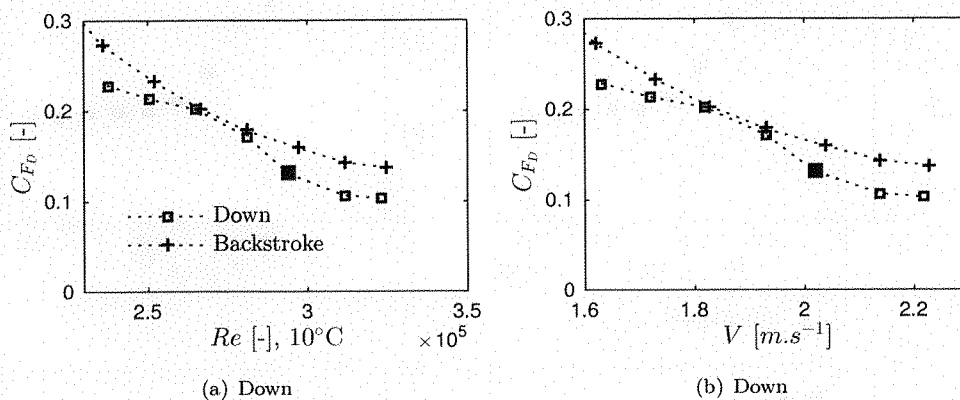 0.3
0.2
0.1
0
C_{F_D} [-]
Down
Backstroke
2.5 3 3.5
Re [-], 10°C ×10^5
(a) Down
0.3
0.2
0.1
0
C_{F_D} [-]
1.6 1.8 2 2.2
V [m.s^{-1}]
(b) Down